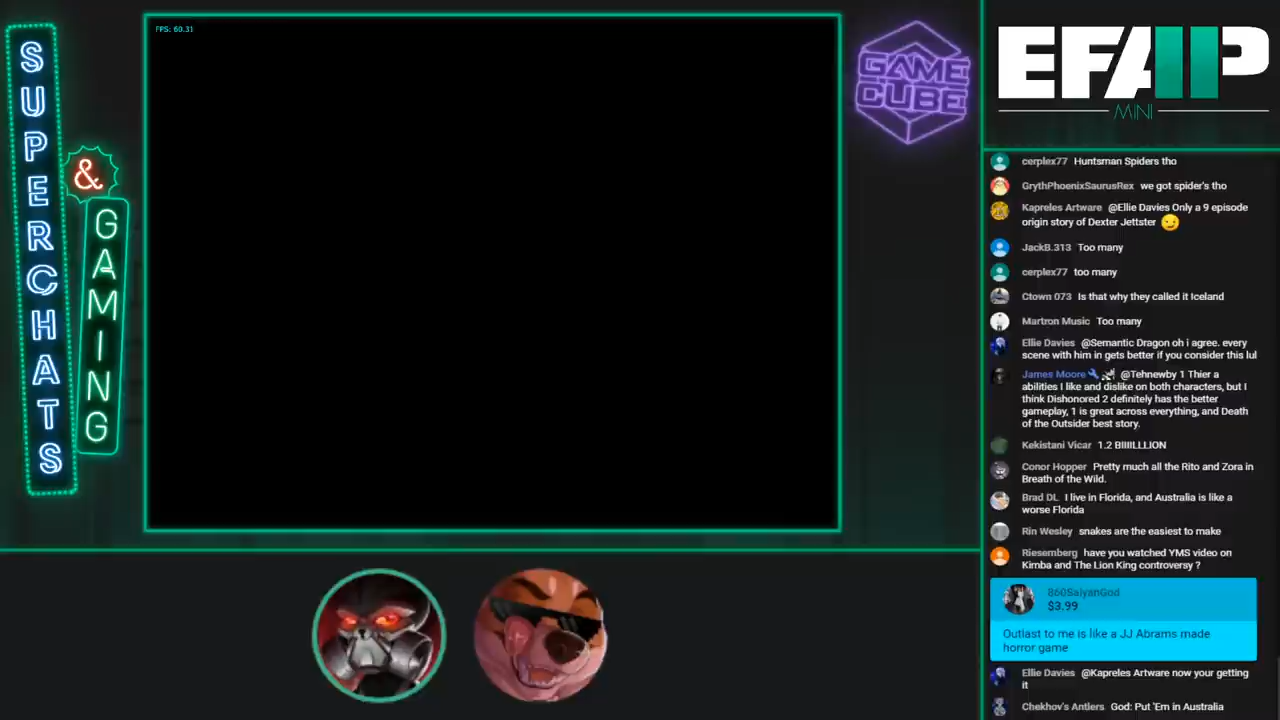 SUPERCHATS
&
GAMING
FPS: 60.31
GAME
CUBE
EFAP
MINI
cerplex77 Huntsman Spiders tho
GrythPhoenixSaurusRex we got spider's tho
Kapreles Artware @Ellie Davies Only a 9 episode
origin story of Dexter Jettster
JackB.313 Too many
cerplex77 too many
Ctown 073 Is that why they called it Iceland
Martron Music Too many
Ellie Davies @Semantic Dragon oh i agree. every
scene with him in gets better if you consider this lul
James Moore @Tehnewby 1 Thier a
abilities I like and dislike on both characters, but I
think Dishonored 2 definitely has the better
gameplay, 1 is great across everything, and Death
of the Outsider best story.
Kekistani Vicar 1.2 BIIIILLLION
Conor Hopper Pretty much all the Rito and Zora in
Breath of the Wild.
Brad DL I live in Florida, and Australia is like a
worse Florida
Rin Wesley snakes are the easiest to make
Riesemberg have you watched YMS video on
Kimba and The Lion King controversy ?
860SaiyanGod
$3.99
Outlast to me is like a JJ Abrams made
horror game
Ellie Davies @Kapreles Artware now your getting
it
Chekhov's Antlers God: Put 'Em in Australia